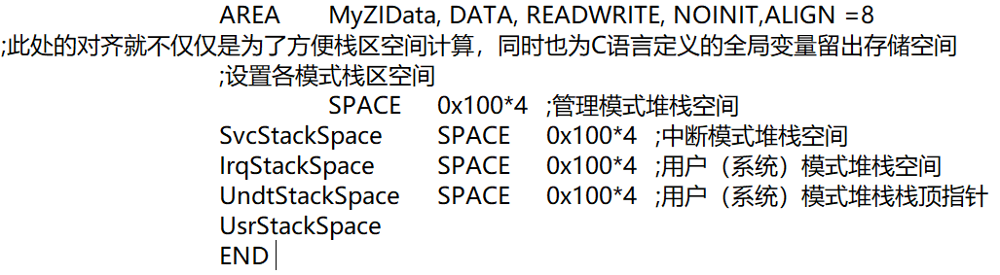 AREA MyZIData, DATA, READWRITE, NOINIT,ALIGN =8
;此处的对齐就不仅仅是为了方便栈区空间计算，同时也为C语言定义的全局变量留出存储空间
;设置各模式栈区空间
SPACE 0x100*4 ;管理模式堆栈空间
SvcStackSpace SPACE 0x100*4 ;中断模式堆栈空间
IrqStackSpace SPACE 0x100*4 ;用户（系统）模式堆栈空间
UndtStackSpace SPACE 0x100*4 ;用户（系统）模式堆栈栈顶指针
UsrStackSpace
END